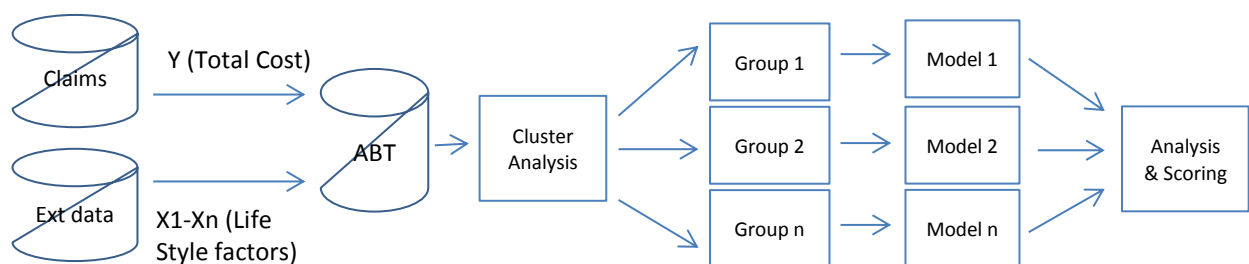 Claims
Y (Total Cost)
Ext data
X1-Xn (Life
Style factors)
ABT
Cluster
Analysis
Group 1
Group 2
Group n
Model 1
Model 2
Model n
Analysis
& Scoring